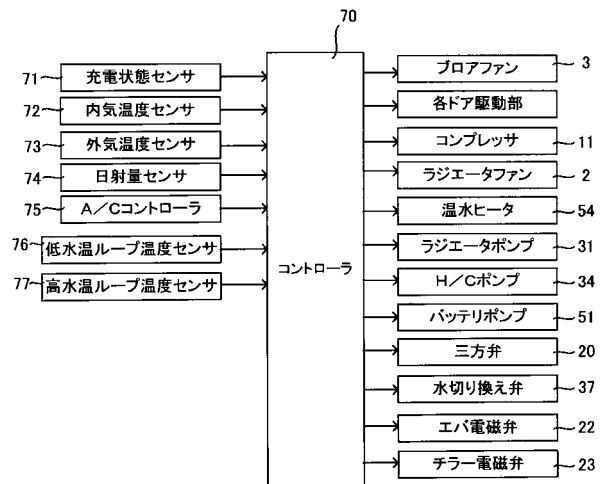 70
71 充電状態センサ
72 内気温度センサ
73 外気温度センサ
74 日射量センサ
75 A/Cコントローラ
76 低水温ループ温度センサ
77 高水温ループ温度センサ
コントローラ
ブロアファン 3
各ドア駆動部
コンプレッサ 11
ラジエータファン 2
温水ヒータ 54
ラジエータポンプ 31
H/Cポンプ 34
バッテリポンプ 51
三方弁 20
水切り換え弁 37
エバ電磁弁 22
チラー電磁弁 23